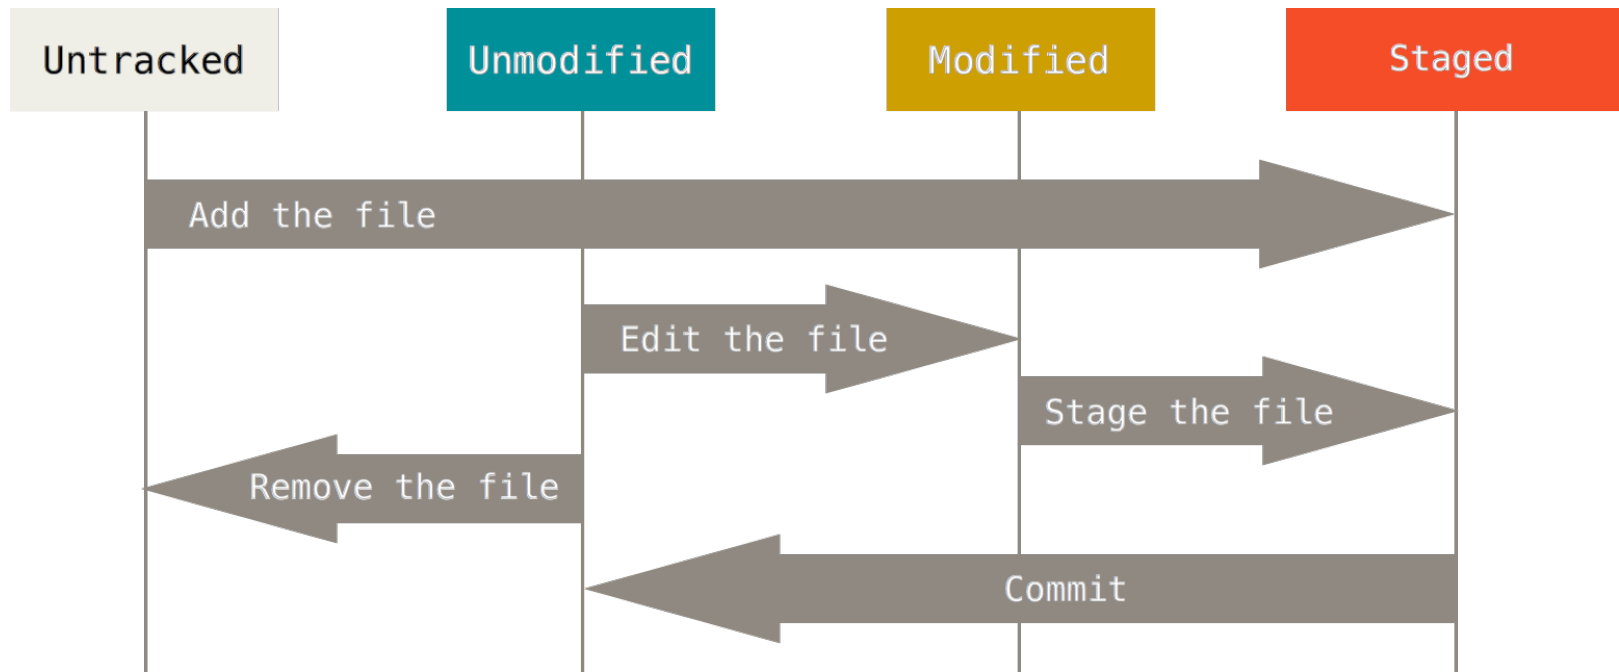 Untracked
Unmodified
Modified
Staged
Add the file
Edit the file
Stage the file
Remove the file
Commit